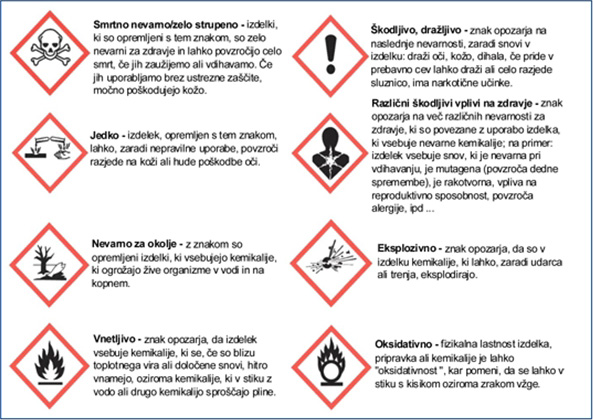 Smrtno nevarno/zelo strupeno - izdelki,
ki so opremljeni s tem znakom, so zelo
nevarni za zdravje in lahko povzročijo celo
smrt, če jih zaužijemo ali vdihavamo. Če
jih uporabljamo brez ustrezne zaščite,
močno poškodujejo kožo.
Jedko - izdelek, opremljen s tem znakom,
lahko, zaradi nepravilne uporabe, povzroči
razjede na koži ali hude poškodbe oči.
Nevarno za okolje - z znakom so
opremljeni izdelki, ki vsebujejo kemikalije,
ki ogrožajo žive organizme v vodi in na
kopnem.
Vnetljivo - znak opozarja, da izdelek
vsebuje kemikalije, ki se, če so blizu
toplotnega vira ali določene snovi, hitro
vnamejo, oziroma kemikalije, ki v stiku z
vodo ali drugo kemikalijo sproščajo pline.
Škodljivo, dražljivo - znak opozarja na
naslednje nevarnosti, zaradi snovi v
izdelku: draži oči, kožo, dihala, če pride v
prebavno cev lahko draži ali celo razjede
sluznico, ima narkotične učinke.
Različni škodljivi vplivi na zdravje - znak
opozarja na več različnih nevarnosti za
zdravje, ki so povezane z uporabo izdelka,
ki vsebuje nevarne kemikalije; na primer:
izdelek vsebuje snov, ki je nevarna pri
vdihavanju, je mutagena (povzroča dedne
spremembe), je rakotvorna, vpliva na
reproduktivno sposobnost, povzroča
alergije, ipd ...
Eksplozivno - znak opozarja, da so v
izdelku kemikalije, ki lahko, zaradi udarca
ali trenja, eksplodirajo.
Oksidativno - fizikalna lastnost izdelka,
pripravka ali kemikalije je lahko
"oksidativnost ", kar pomeni, da se lahko v
stiku s kisikom oziroma zrakom vžge.